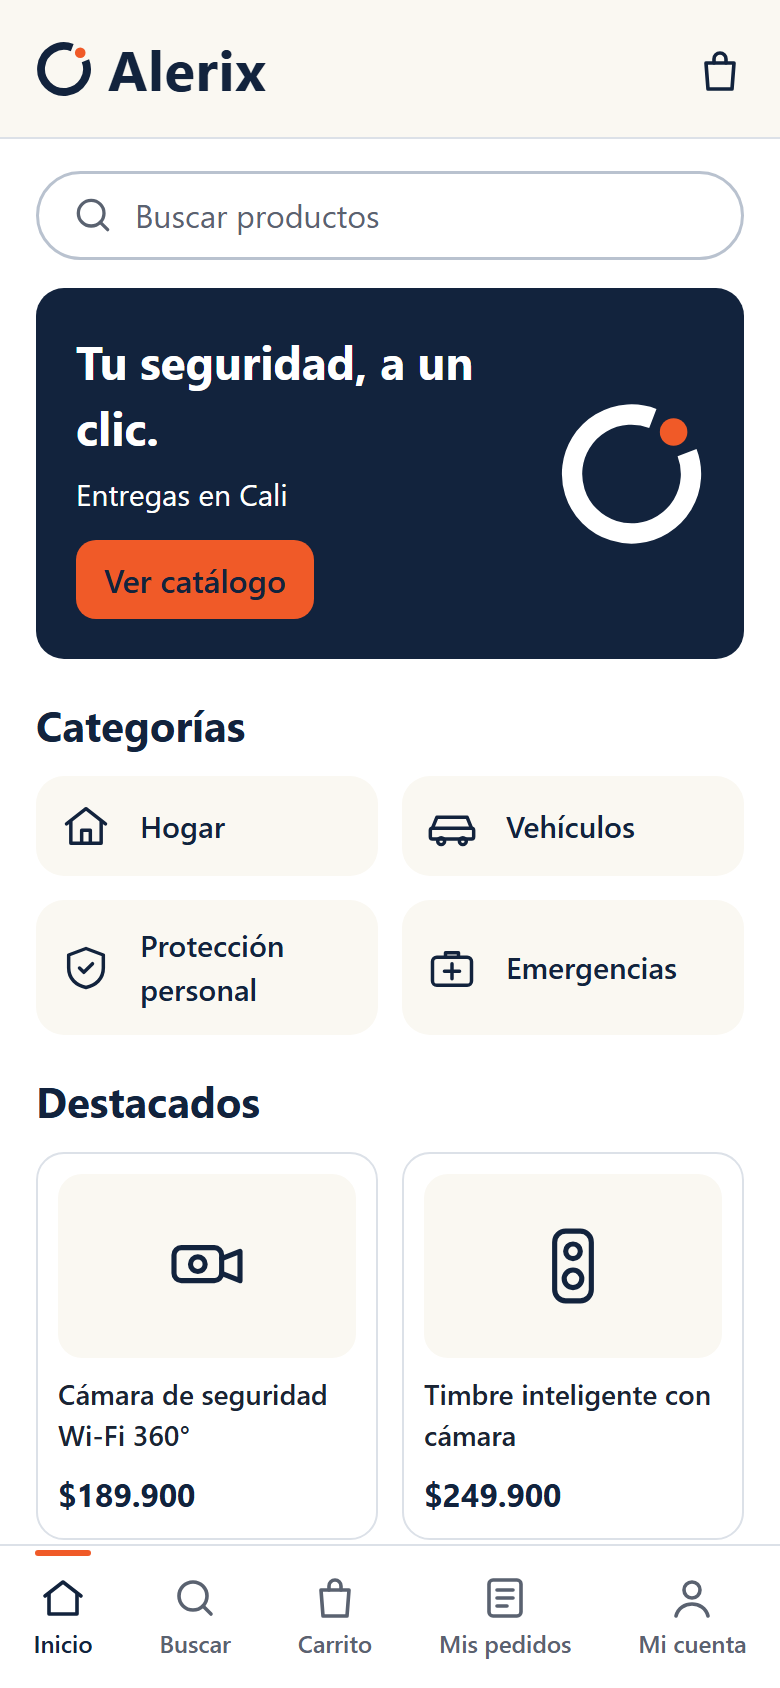 Alerix
Buscar productos
Tu seguridad, a un
clic.
Entregas en Cali
Ver catálogo
Categorías
Hogar
Vehículos
Protección
personal
Emergencias
Destacados
Cámara de seguridad
Wi-Fi 360°
$189.900
Timbre inteligente con
cámara
$249.900
Inicio
Buscar
Carrito
Mis pedidos
Mi cuenta